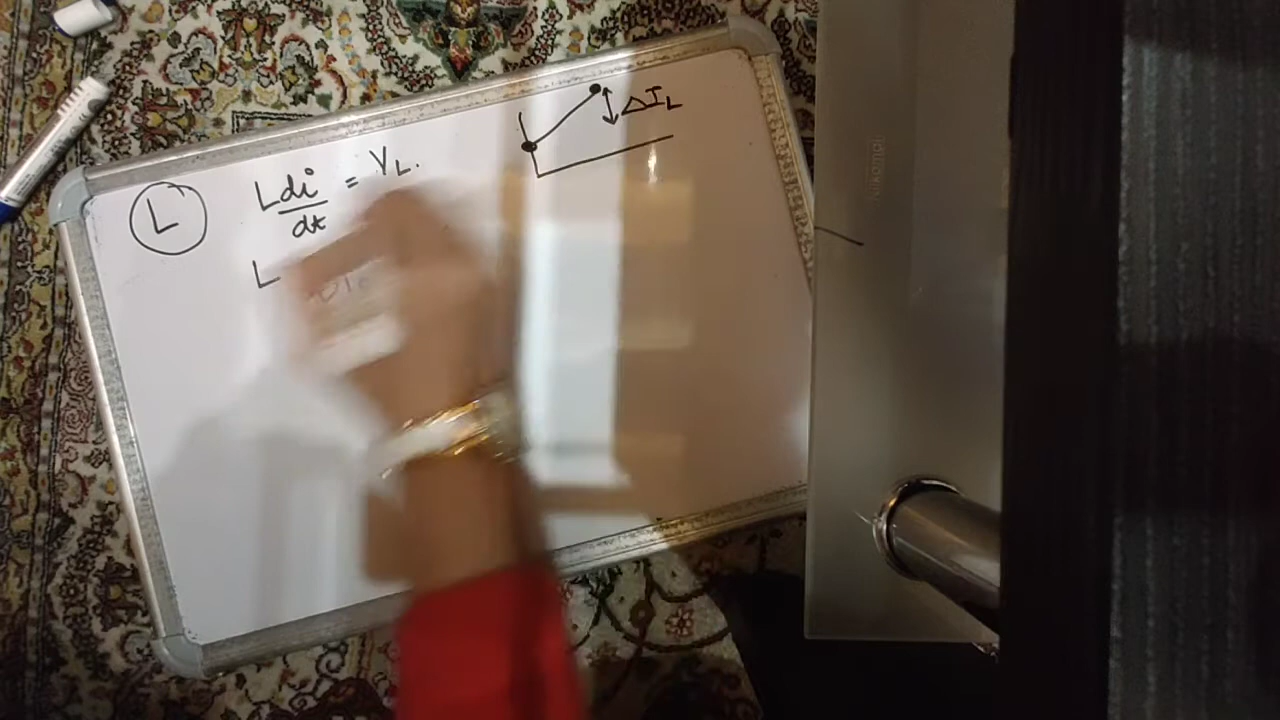 L
L di/dt = VL.
L
ΔIL